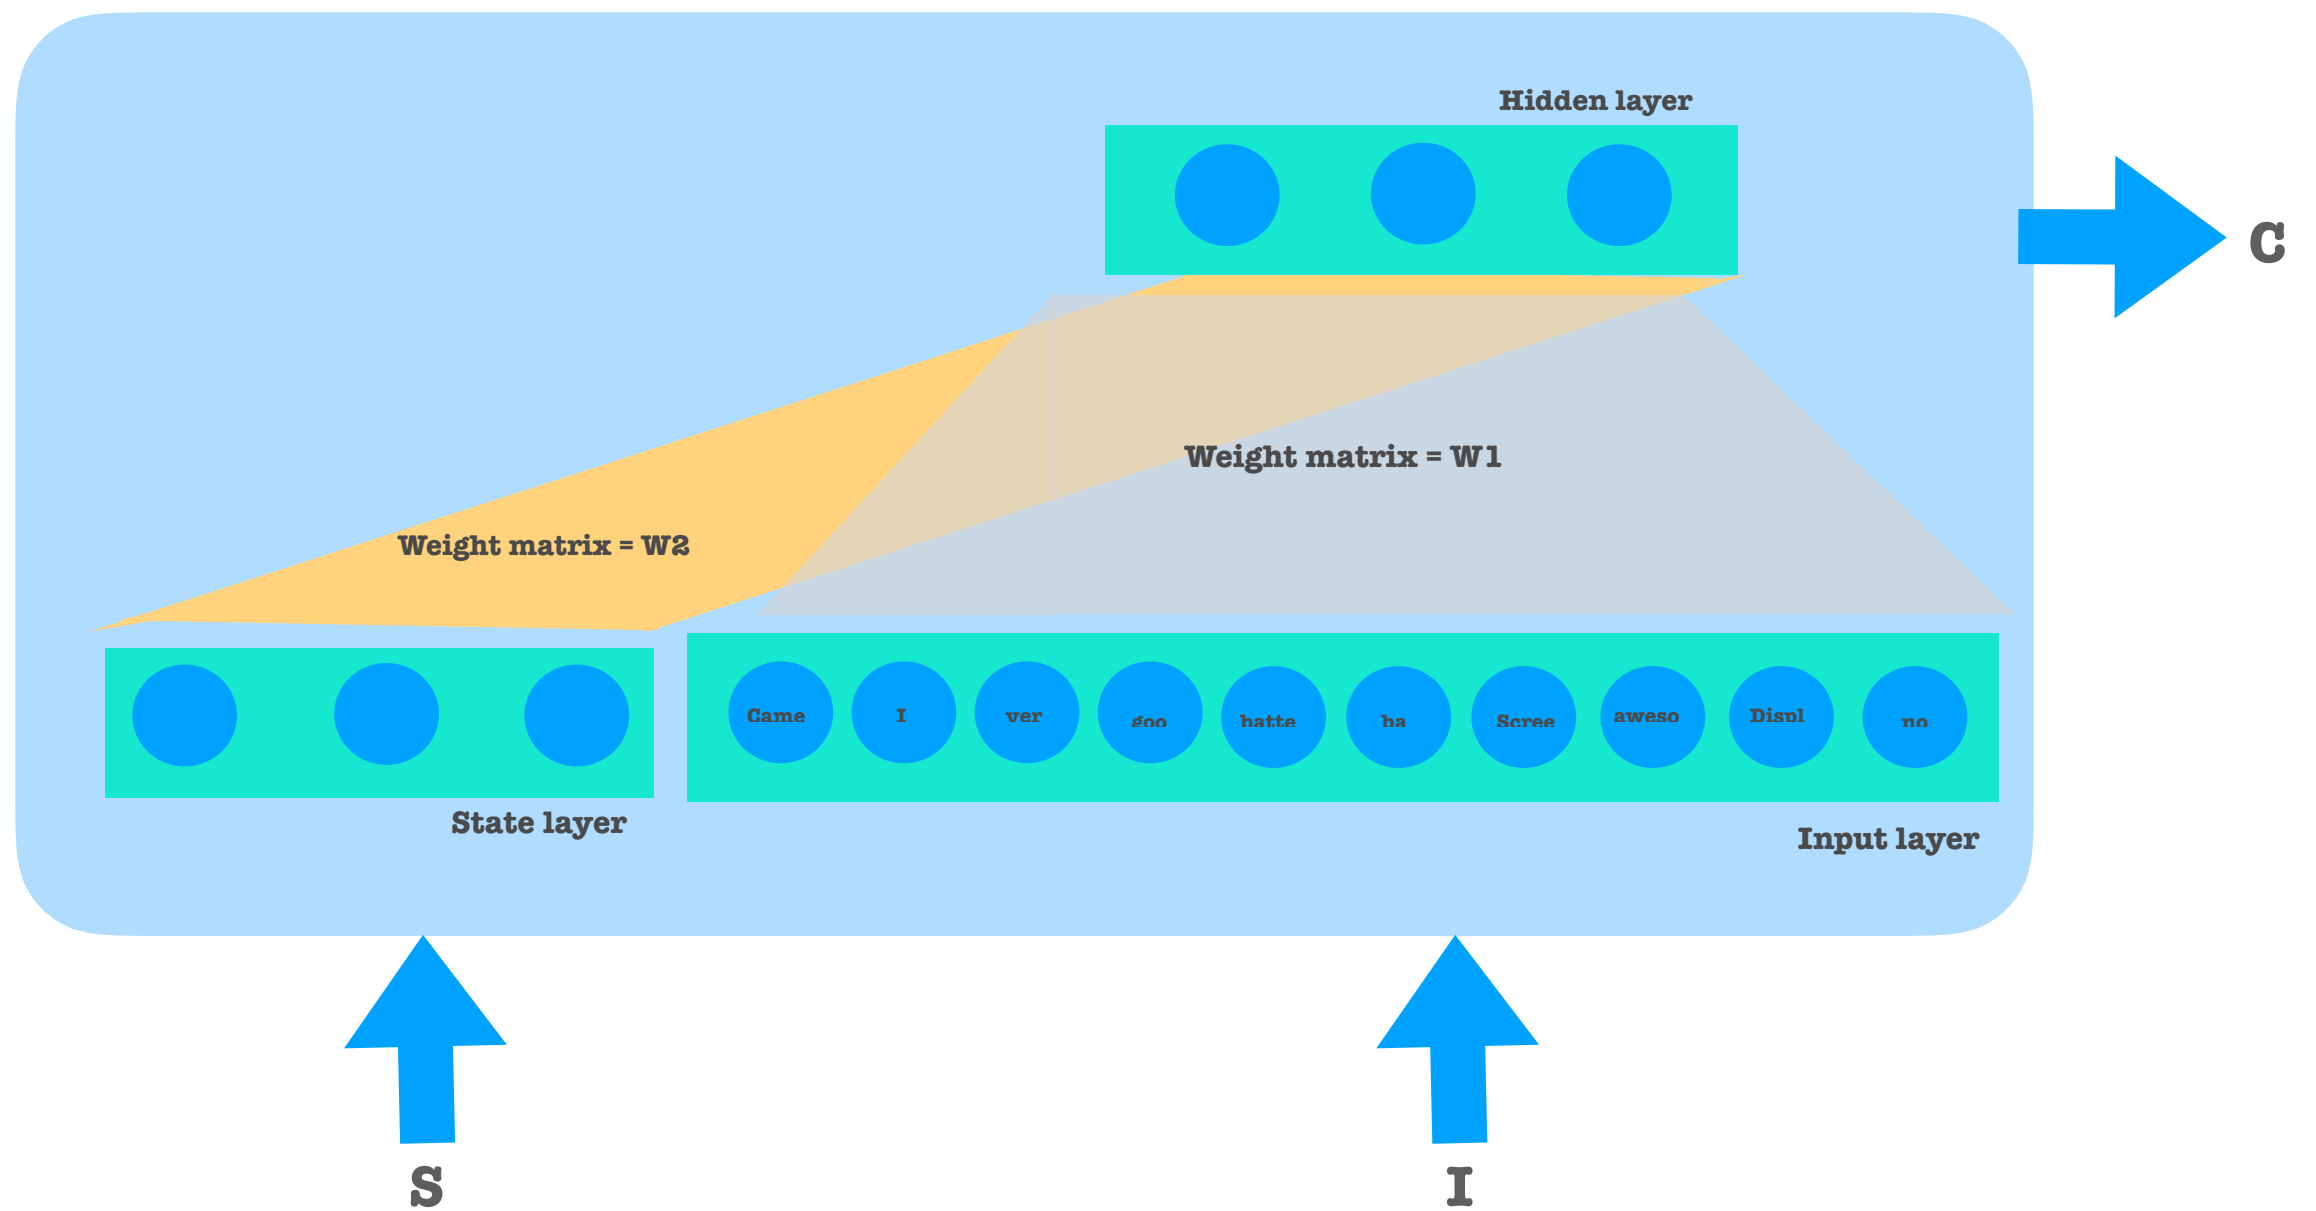 Hidden layer
C
Weight matrix = W1
Weight matrix = W2
Came
I
ver
goo
batte
ba
Scree
aweso
Displ
no
State layer
Input layer
S
I